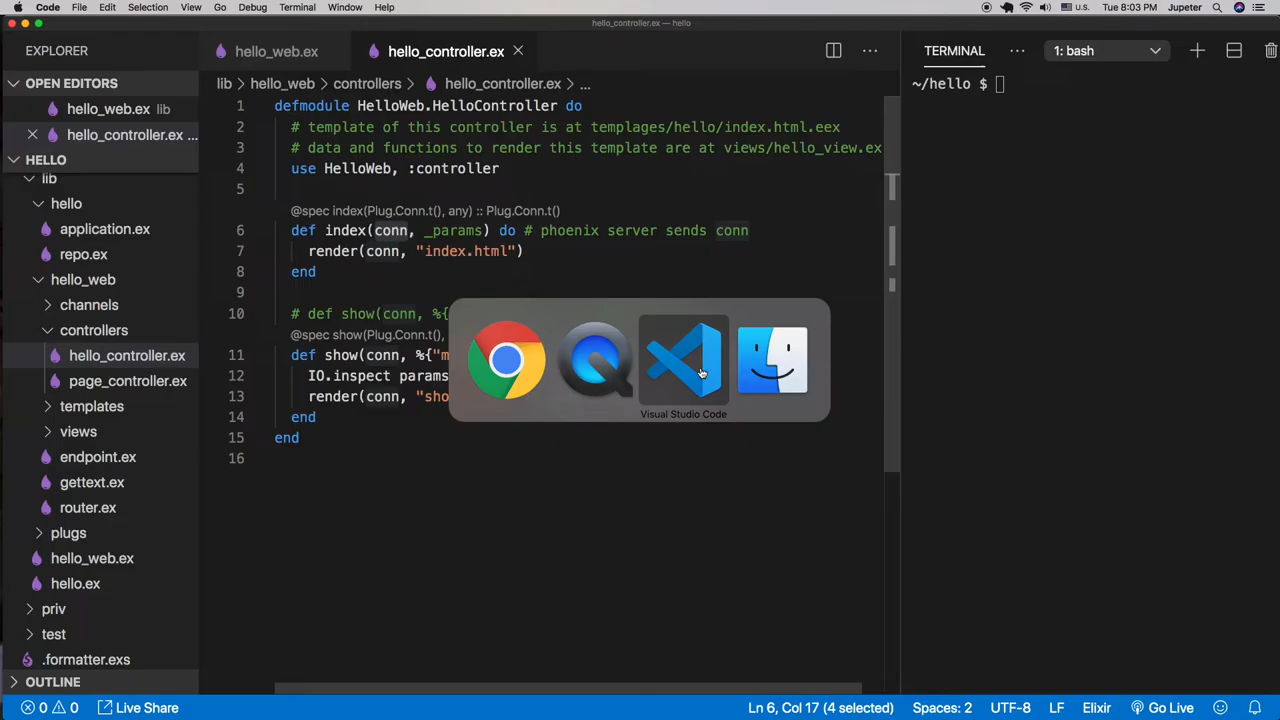 Code File Edit Selection View Go Debug Terminal Window Help U.S. Tue 8:03 PM Jupeter
hello_controller.ex — hello
EXPLORER
OPEN EDITORS
hello_web.ex lib
hello_controller.ex ...
HELLO
lib
hello
application.ex
repo.ex
hello_web
channels
controllers
hello_controller.ex
page_controller.ex
templates
views
endpoint.ex
gettext.ex
router.ex
plugs
hello_web.ex
hello.ex
priv
test
.formatter.exs
OUTLINE
hello_web.ex hello_controller.ex
lib > hello_web > controllers > hello_controller.ex > ...
1 defmodule HelloWeb.HelloController do
2 # template of this controller is at templages/hello/index.html.eex
3 # data and functions to render this template are at views/hello_view.ex
4 use HelloWeb, :controller
5
@spec index(Plug.Conn.t(), any) :: Plug.Conn.t()
6 def index(conn, _params) do # phoenix server sends conn
7 render(conn, "index.html")
8 end
9
10 # def show(conn, %{
@spec show(Plug.Conn.t(),
11 def show(conn, %{"m
12 IO.inspect params
13 render(conn, "sho
14 end
15 end
16
Visual Studio Code
TERMINAL ... 1: bash
~/hello $
0 0 Live Share Ln 6, Col 17 (4 selected) Spaces: 2 UTF-8 LF Elixir Go Live